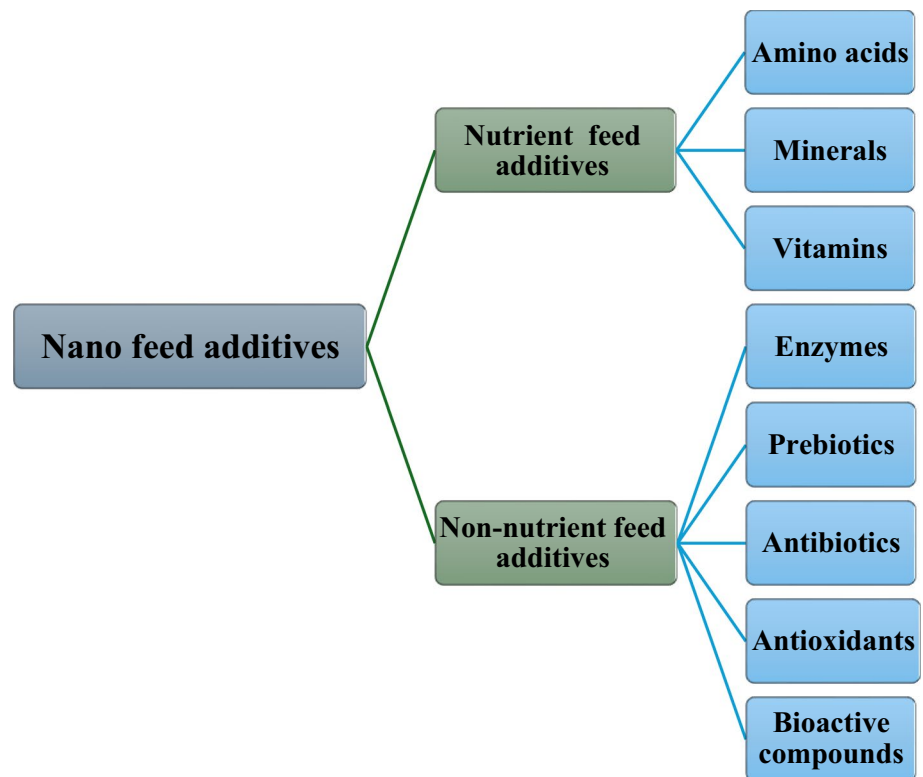 Amino acids
Nutrient feed
additives
Minerals
Vitamins
Nano feed additives
Enzymes
Prebiotics
Non-nutrient feed
additives
Antibiotics
Antioxidants
Bioactive
compounds